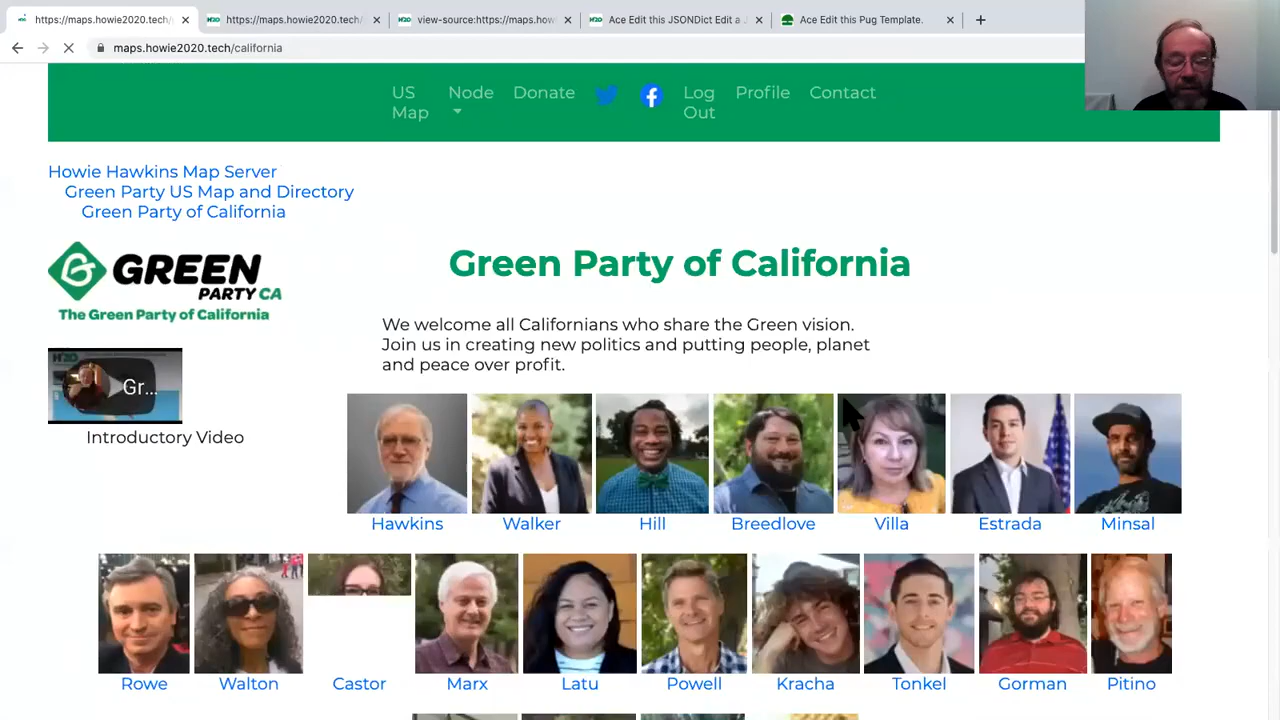 https://maps.howie2020.tech/
https://maps.howie2020.tech/
view-source:https://maps.how
Ace Edit this JSONDict Edit a
Ace Edit this Pug Template.
maps.howie2020.tech/california
US Map
Node
Donate
Log Out
Profile
Contact
Howie Hawkins Map Server
Green Party US Map and Directory
Green Party of California
GREEN
PARTY CA
The Green Party of California
Green Party of California
We welcome all Californians who share the Green vision.
Join us in creating new politics and putting people, planet
and peace over profit.
Gr...
Introductory Video
Hawkins Walker Hill Breedlove Villa Estrada Minsal
Rowe Walton Castor Marx Latu Powell Kracha Tonkel Gorman Pitino